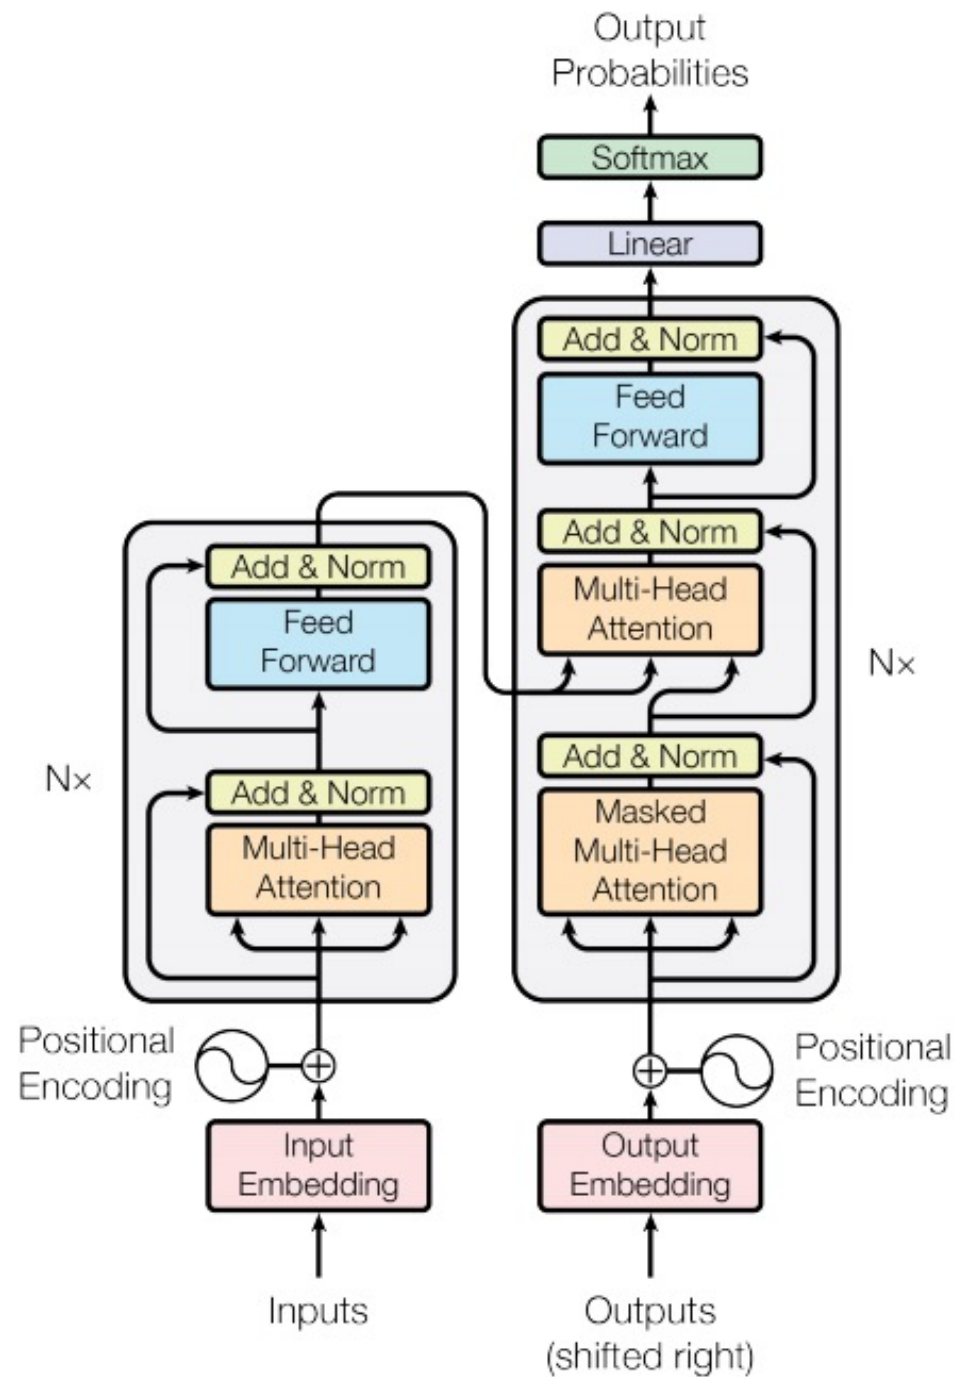 Output
Probabilities
Softmax
Linear
Add & Norm
Feed
Forward
Add & Norm
Multi-Head
Attention
Add & Norm
Masked
Multi-Head
Attention
N×
Add & Norm
Feed
Forward
Add & Norm
Multi-Head
Attention
N×
Positional
Encoding
Positional
Encoding
Input
Embedding
Output
Embedding
Inputs
Outputs
(shifted right)